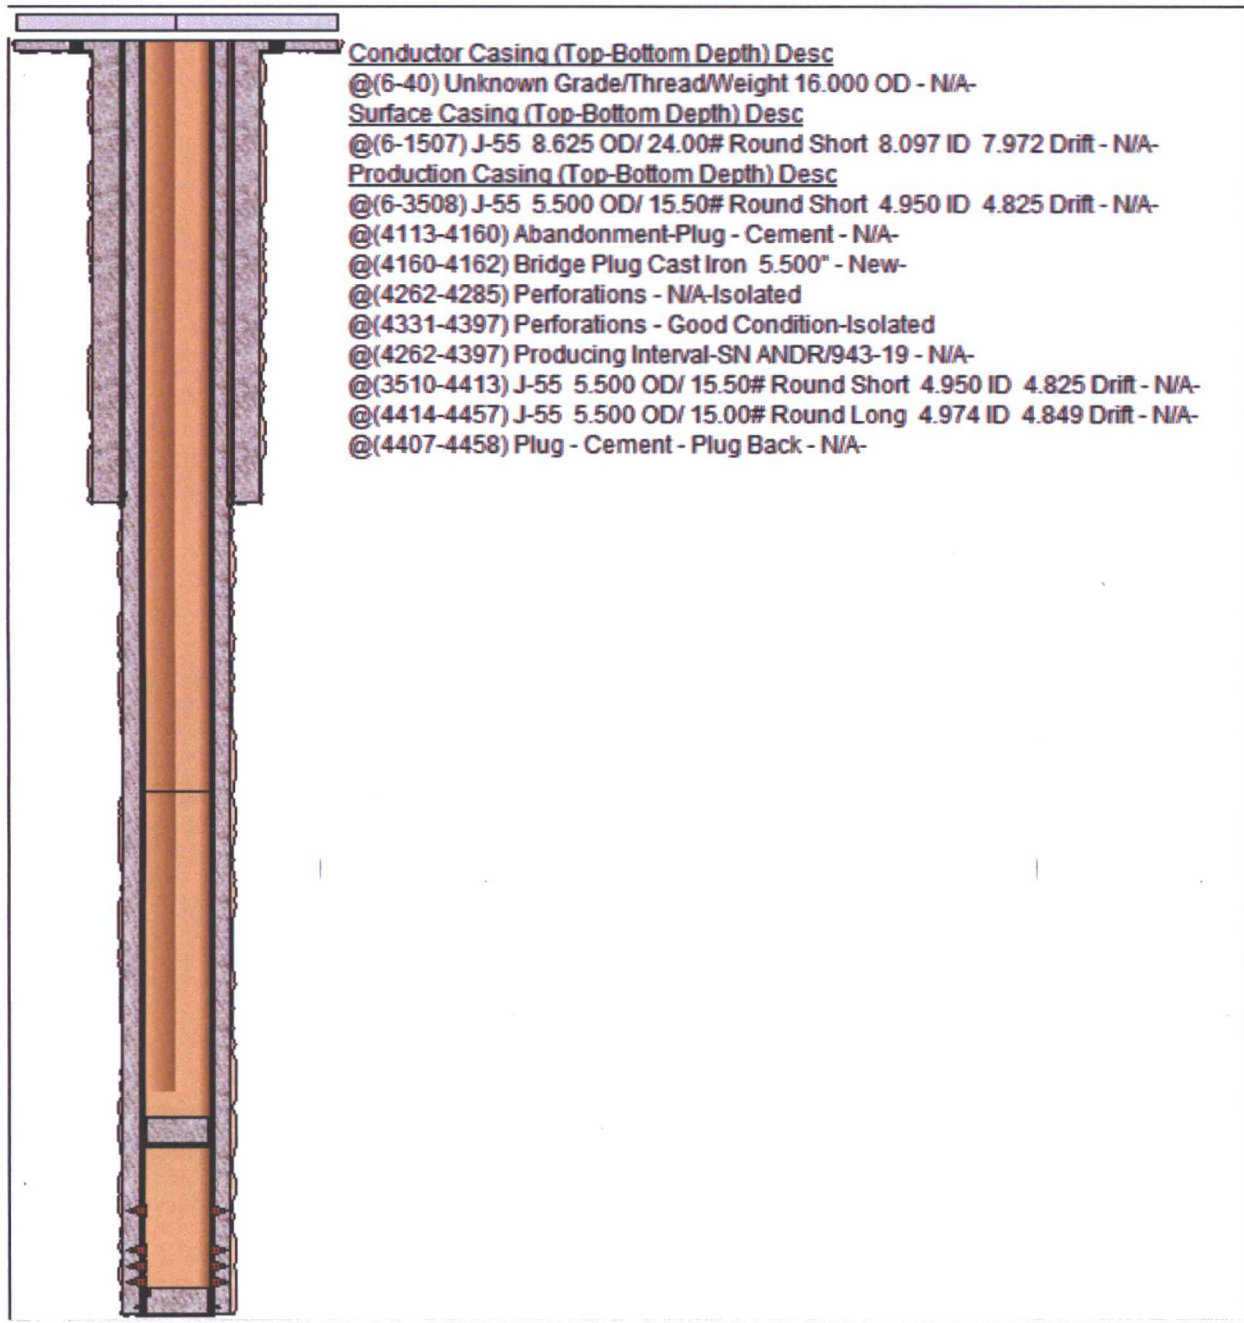 Conductor Casing (Top-Bottom Depth) Desc
@(6-40) Unknown Grade/Thread/Weight 16.000 OD - N/A-
Surface Casing (Top-Bottom Depth) Desc
@(6-1507) J-55 8.625 OD/ 24.00# Round Short 8.097 ID 7.972 Drift - N/A-
Production Casing (Top-Bottom Depth) Desc
@(6-3508) J-55 5.500 OD/ 15.50# Round Short 4.950 ID 4.825 Drift - N/A-
@(4113-4160) Abandonment-Plug - Cement - N/A-
@(4160-4162) Bridge Plug Cast Iron 5.500" - New-
@(4262-4285) Perforations - N/A-Isolated
@(4331-4397) Perforations - Good Condition-Isolated
@(4262-4397) Producing Interval-SN ANDR/943-19 - N/A-
@(3510-4413) J-55 5.500 OD/ 15.50# Round Short 4.950 ID 4.825 Drift - N/A-
@(4414-4457) J-55 5.500 OD/ 15.00# Round Long 4.974 ID 4.849 Drift - N/A-
@(4407-4458) Plug - Cement - Plug Back - N/A-